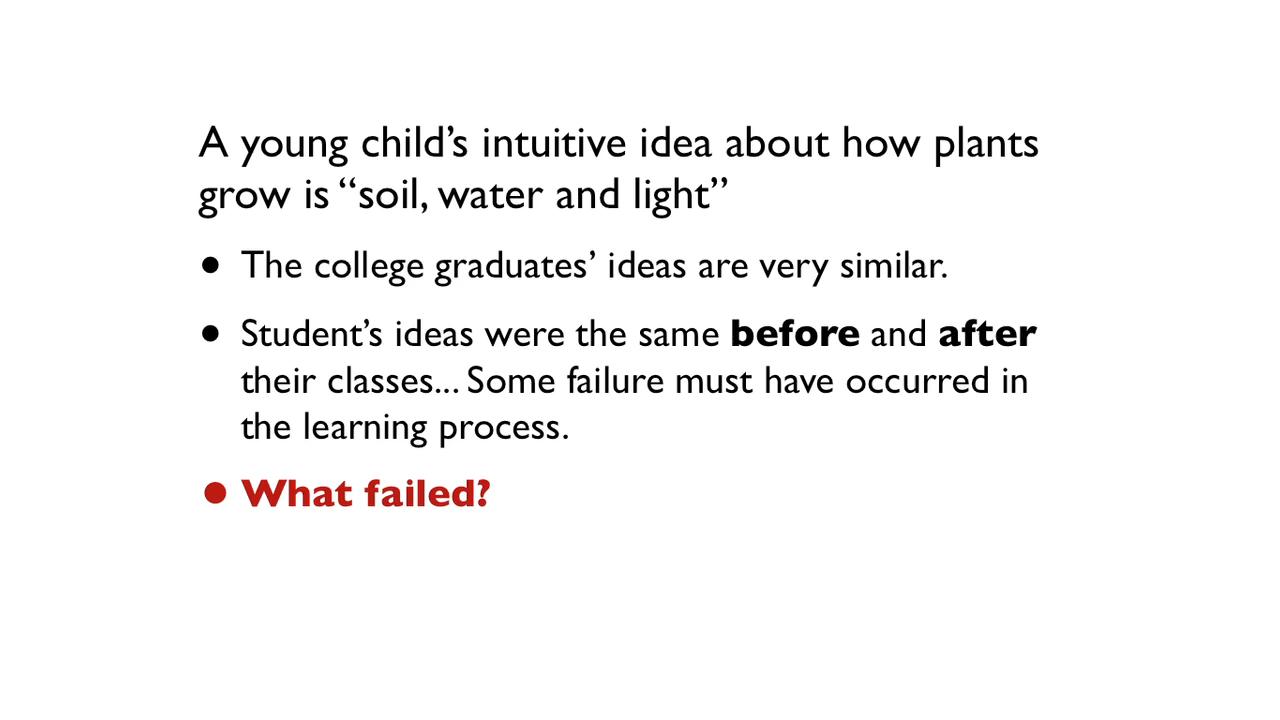 A young child’s intuitive idea about how plants
grow is “soil, water and light”
• The college graduates’ ideas are very similar.
• Student’s ideas were the same before and after
their classes... Some failure must have occurred in
the learning process.
• What failed?